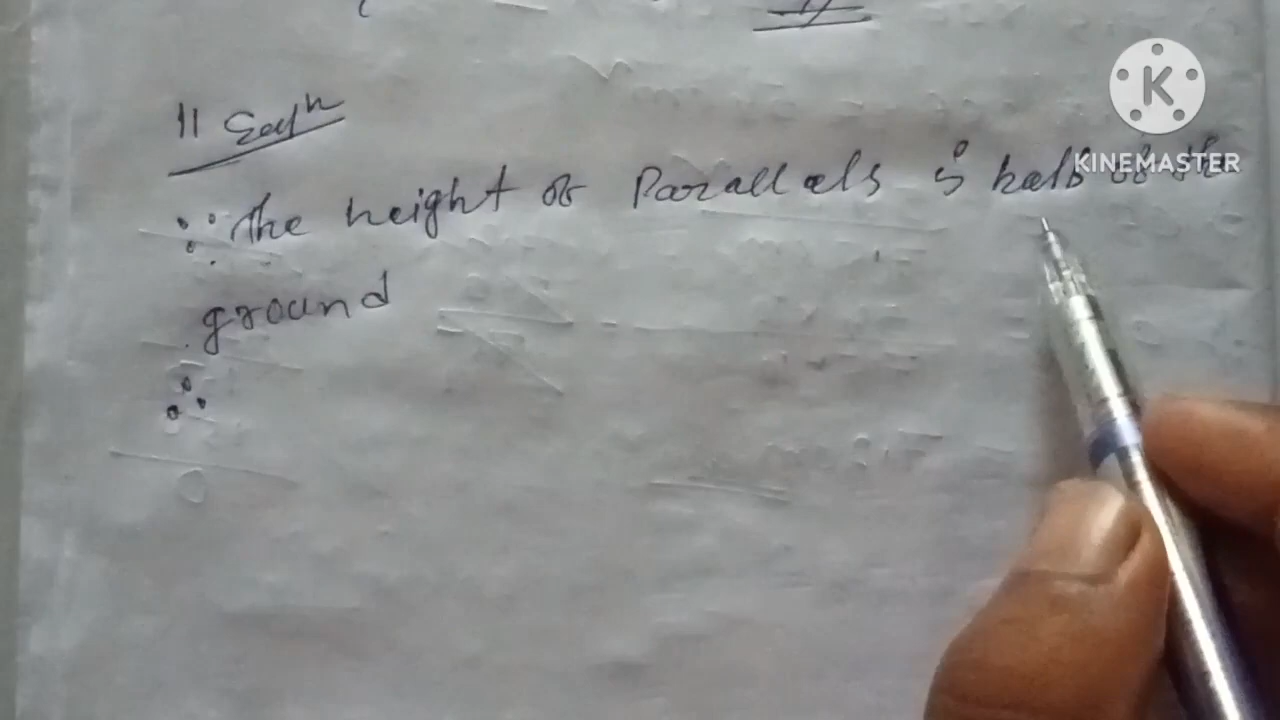 11 Soln
∵ The height of Parallels is half of the
ground
∴
K
KINEMASTER